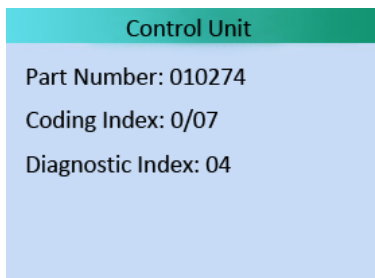 Control Unit
Part Number: 010274
Coding Index: 0/07
Diagnostic Index: 04